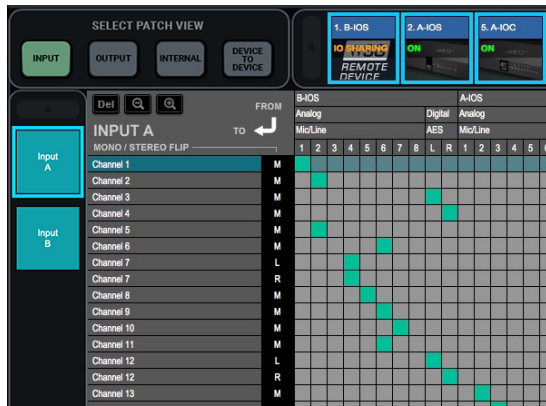 SELECT PATCH VIEW
INPUT
OUTPUT
INTERNAL
DEVICE
TO
DEVICE
1. B-IOS
IO SHARING
REMOTE
DEVICE
2. A-IOS
ON
5. A-IOC
ON
Del
FROM
INPUT A
TO
MONO / STEREO FLIP
B-IOS A-IOS
Analog Digital Analog
Mic/Line AES Mic/Line
1 2 3 4 5 6 7 8 L R 1 2 3 4 5
Input
A
Input
B
Channel 1 M
Channel 2 M
Channel 3 M
Channel 4 M
Channel 5 M
Channel 6 M
Channel 7 L
Channel 7 R
Channel 8 M
Channel 9 M
Channel 10 M
Channel 11 M
Channel 12 L
Channel 12 R
Channel 13 M